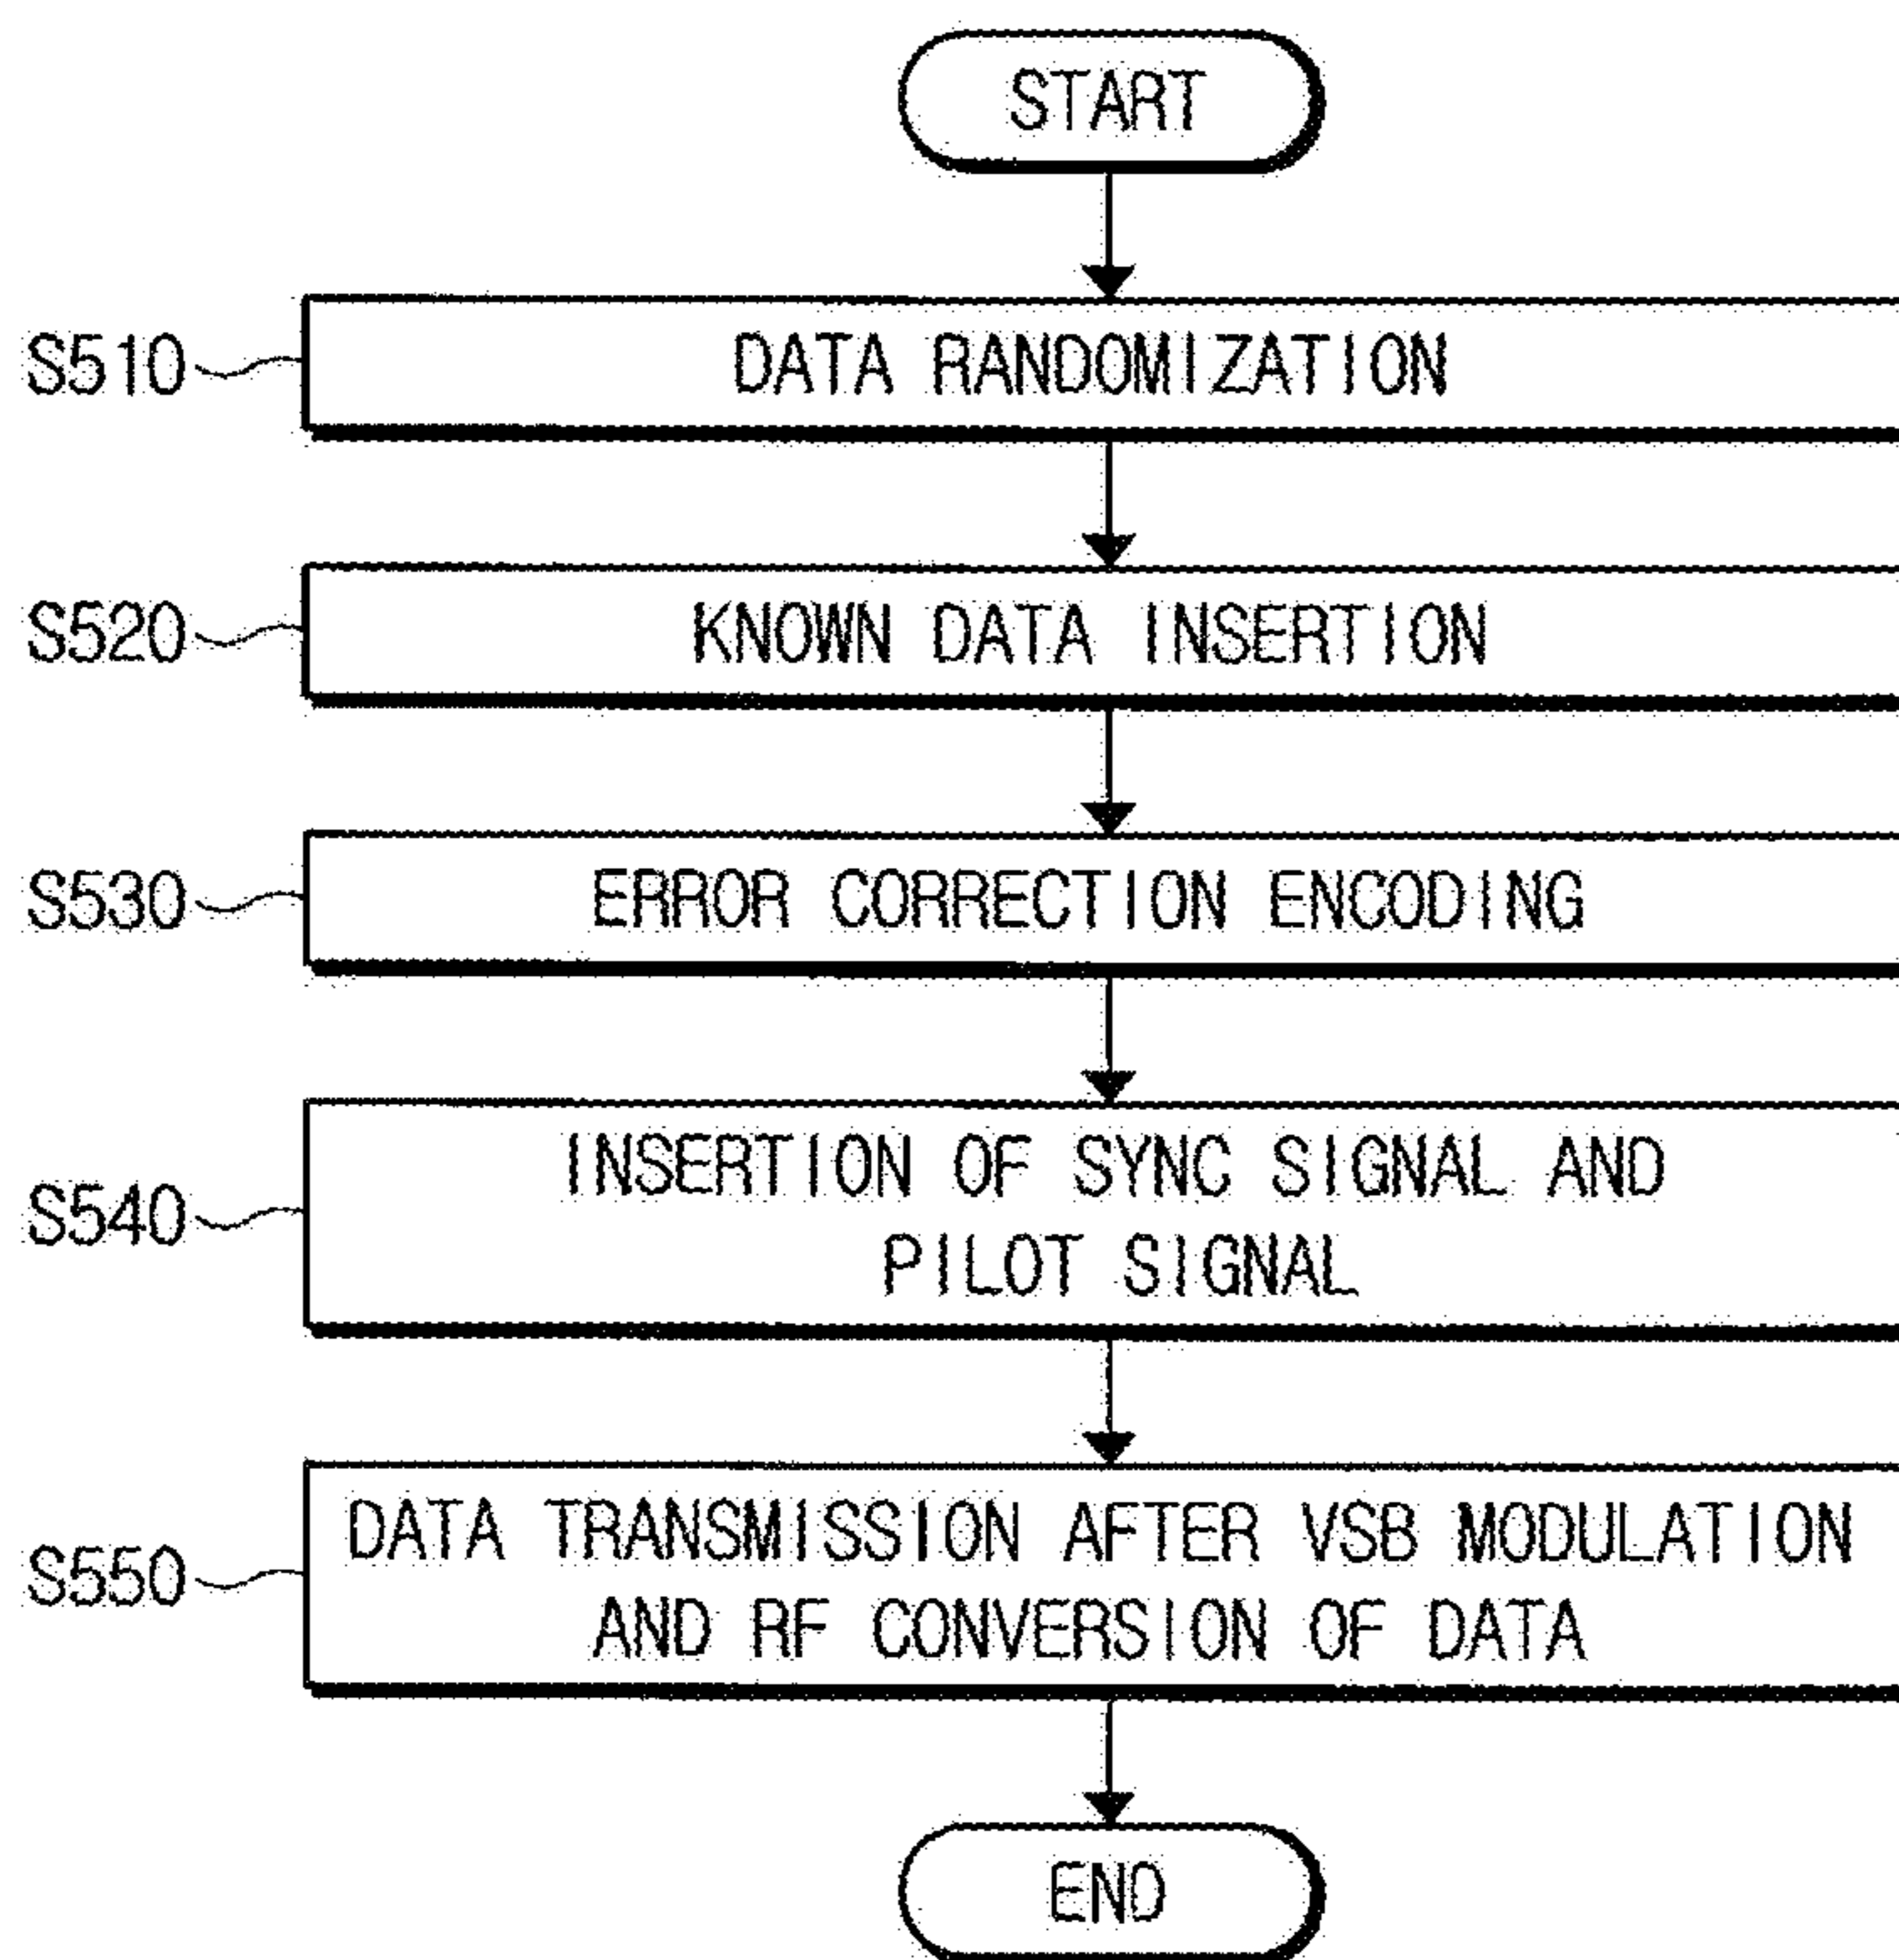 START
S510
DATA RANDOMIZATION
S520
KNOWN DATA INSERTION
S530
ERROR CORRECTION ENCODING
S540
INSERTION OF SYNC SIGNAL AND
PILOT SIGNAL
S550
DATA TRANSMISSION AFTER VSB MODULATION
AND RF CONVERSION OF DATA
END